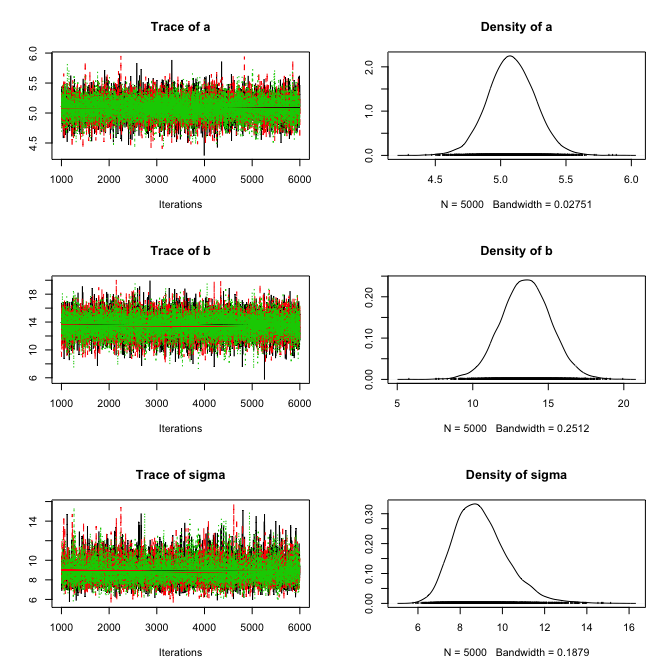 Trace of a
4.5 5.0 5.5 6.0
1000 2000 3000 4000 5000 6000
Iterations
Density of a
0.0 1.0 2.0
4.5 5.0 5.5 6.0
N = 5000 Bandwidth = 0.02751
Trace of b
6 10 14 18
1000 2000 3000 4000 5000 6000
Iterations
Density of b
0.00 0.10 0.20
5 10 15 20
N = 5000 Bandwidth = 0.2512
Trace of sigma
6 8 10 14
1000 2000 3000 4000 5000 6000
Iterations
Density of sigma
0.00 0.10 0.20 0.30
6 8 10 12 14 16
N = 5000 Bandwidth = 0.1879